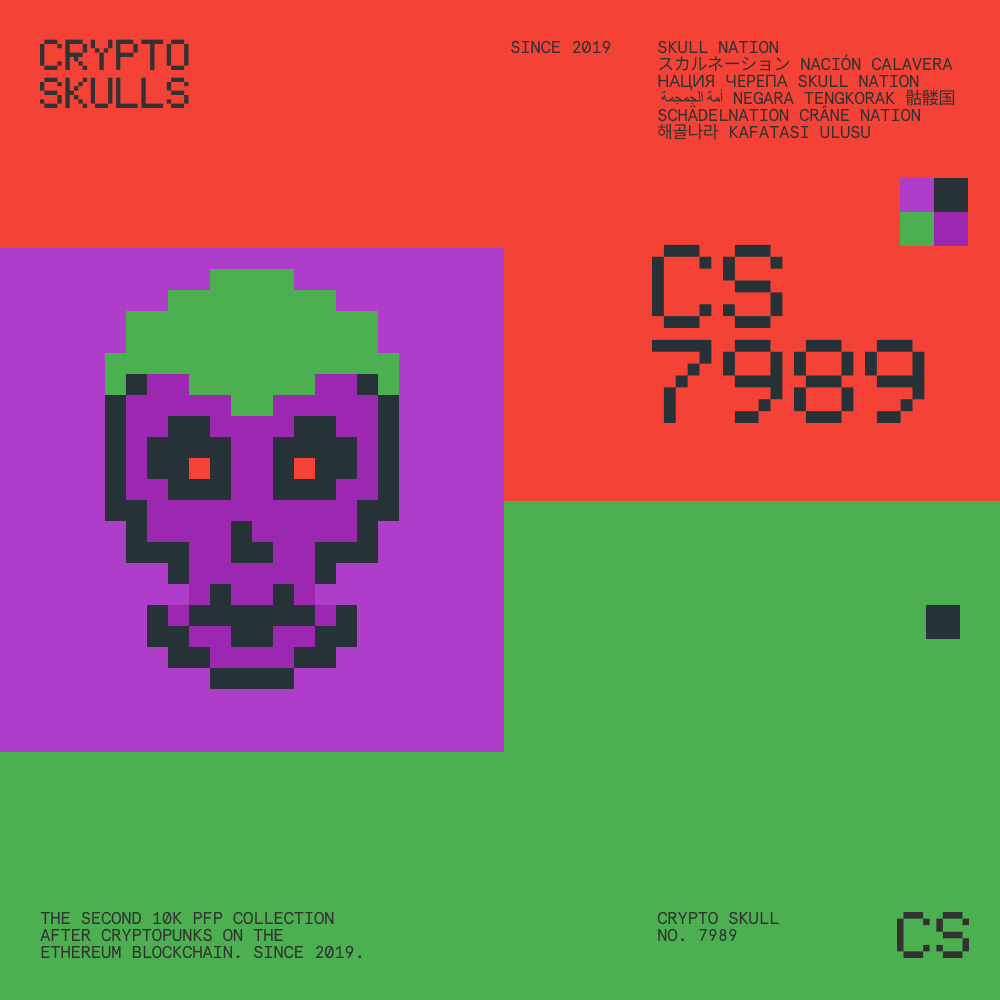 CRYPTO
SKULLS
SINCE 2019
SKULL NATION
スカルネーション NACIÓN CALAVERA
НАЦИЯ ЧЕРЕПА SKULL NATION
أمة الجمجمة NEGARA TENGKORAK 骷髅国
SCHÄDELNATION CRÂNE NATION
해골나라 KAFATASI ULUSU
CS
7989
THE SECOND 10K PFP COLLECTION
AFTER CRYPTOPUNKS ON THE
ETHEREUM BLOCKCHAIN. SINCE 2019.
CRYPTO SKULL
NO. 7989
CS